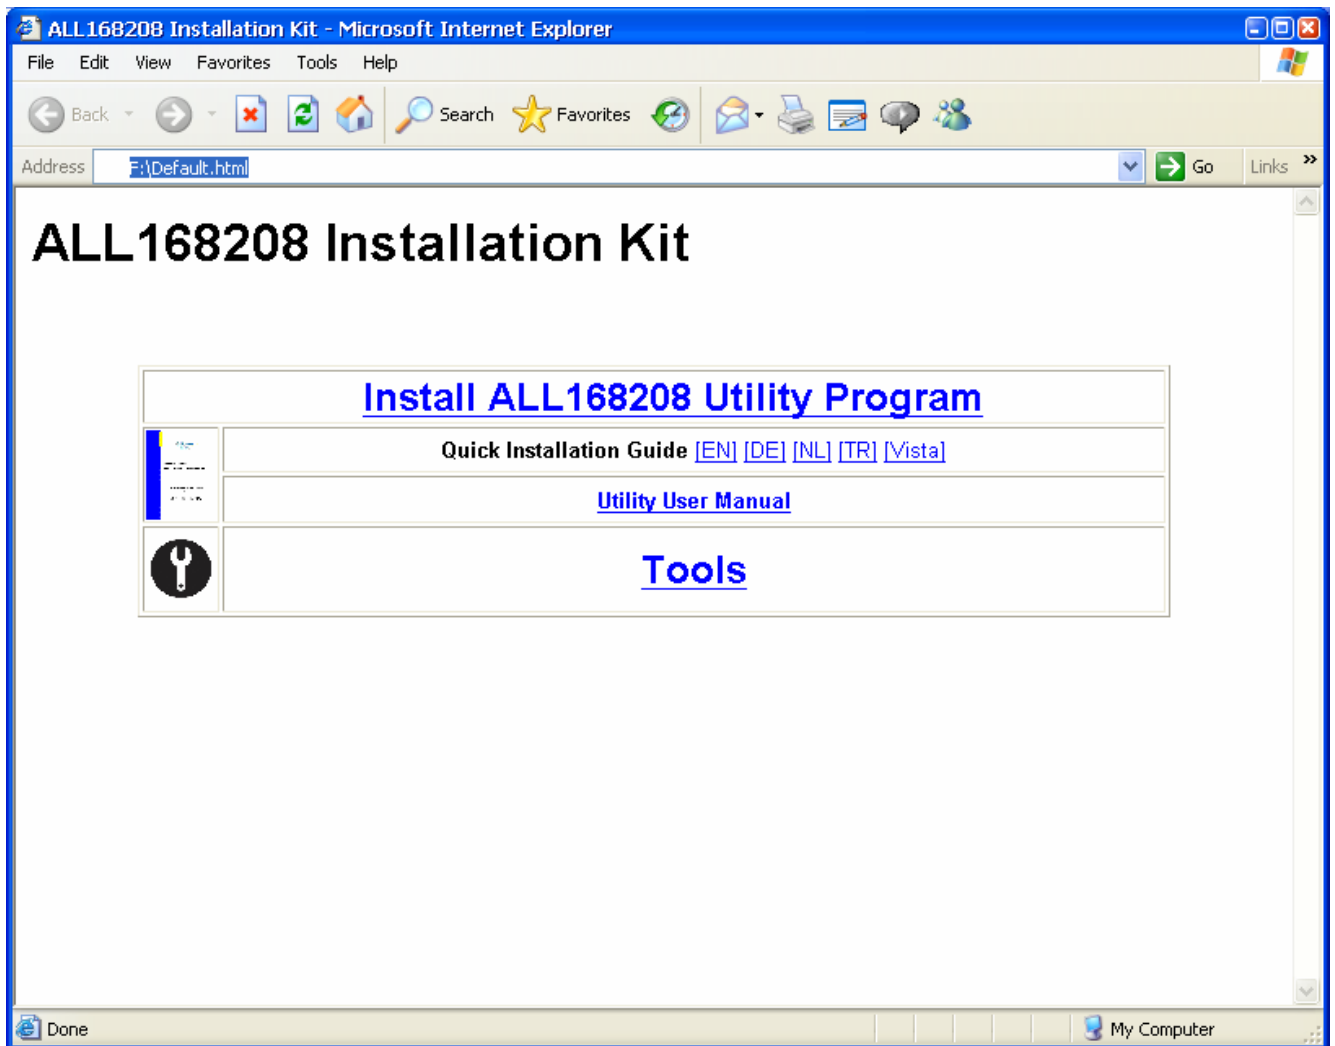 ALL168208 Installation Kit - Microsoft Internet Explorer
File Edit View Favorites Tools Help
Back Search Favorites
Address F:\Default.html Go Links »
ALL168208 Installation Kit
Install ALL168208 Utility Program
Quick Installation Guide [EN] [DE] [NL] [TR] [Vista]
Utility User Manual
Tools
Done My Computer